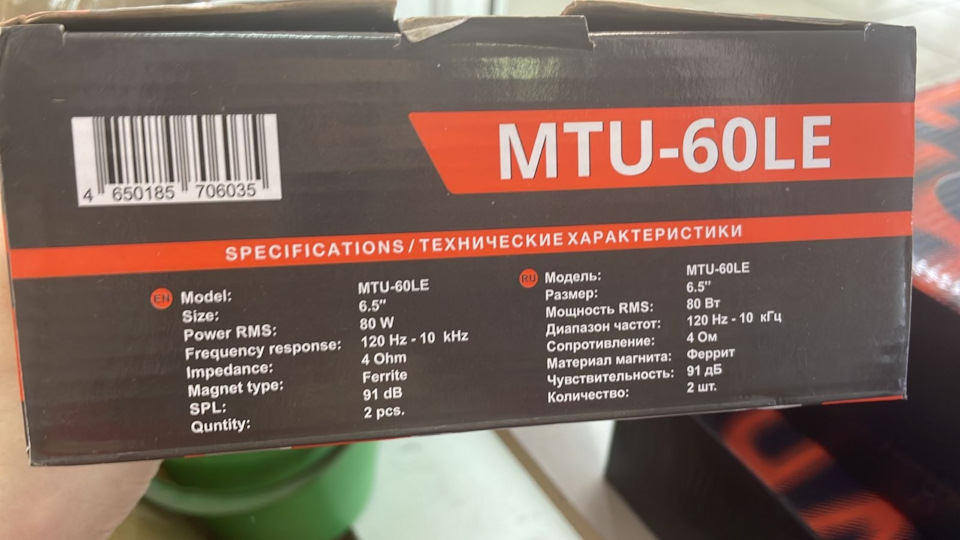 MTU-60LE
4 650185 706035
SPECIFICATIONS / ТЕХНИЧЕСКИЕ ХАРАКТЕРИСТИКИ
EN
Model: MTU-60LE
Size: 6.5"
Power RMS: 80 W
Frequency response: 120 Hz - 10 kHz
Impedance: 4 Ohm
Magnet type: Ferrite
SPL: 91 dB
Quntity: 2 pcs.
RU
Модель: MTU-60LE
Размер: 6.5"
Мощность RMS: 80 Вт
Диапазон частот: 120 Hz - 10 кГц
Сопротивление: 4 Ом
Материал магнита: Феррит
Чувствительность: 91 дБ
Количество: 2 шт.